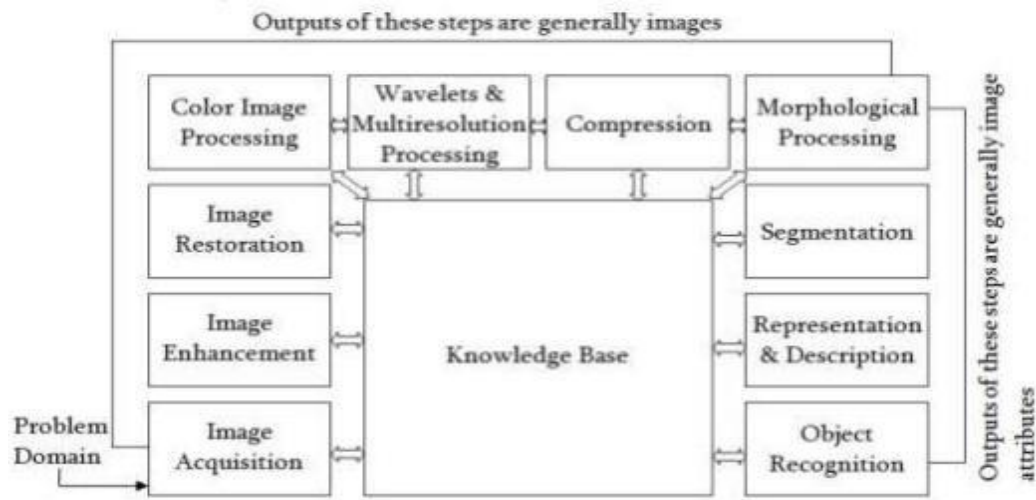 Outputs of these steps are generally images
Color Image
Processing
Wavelets &
Multiresolution
Processing
Compression
Morphological
Processing
Image
Restoration
Segmentation
Image
Enhancement
Knowledge Base
Representation
& Description
Problem
Domain
Image
Acquisition
Object
Recognition
Outputs of these steps are generally image
attributes